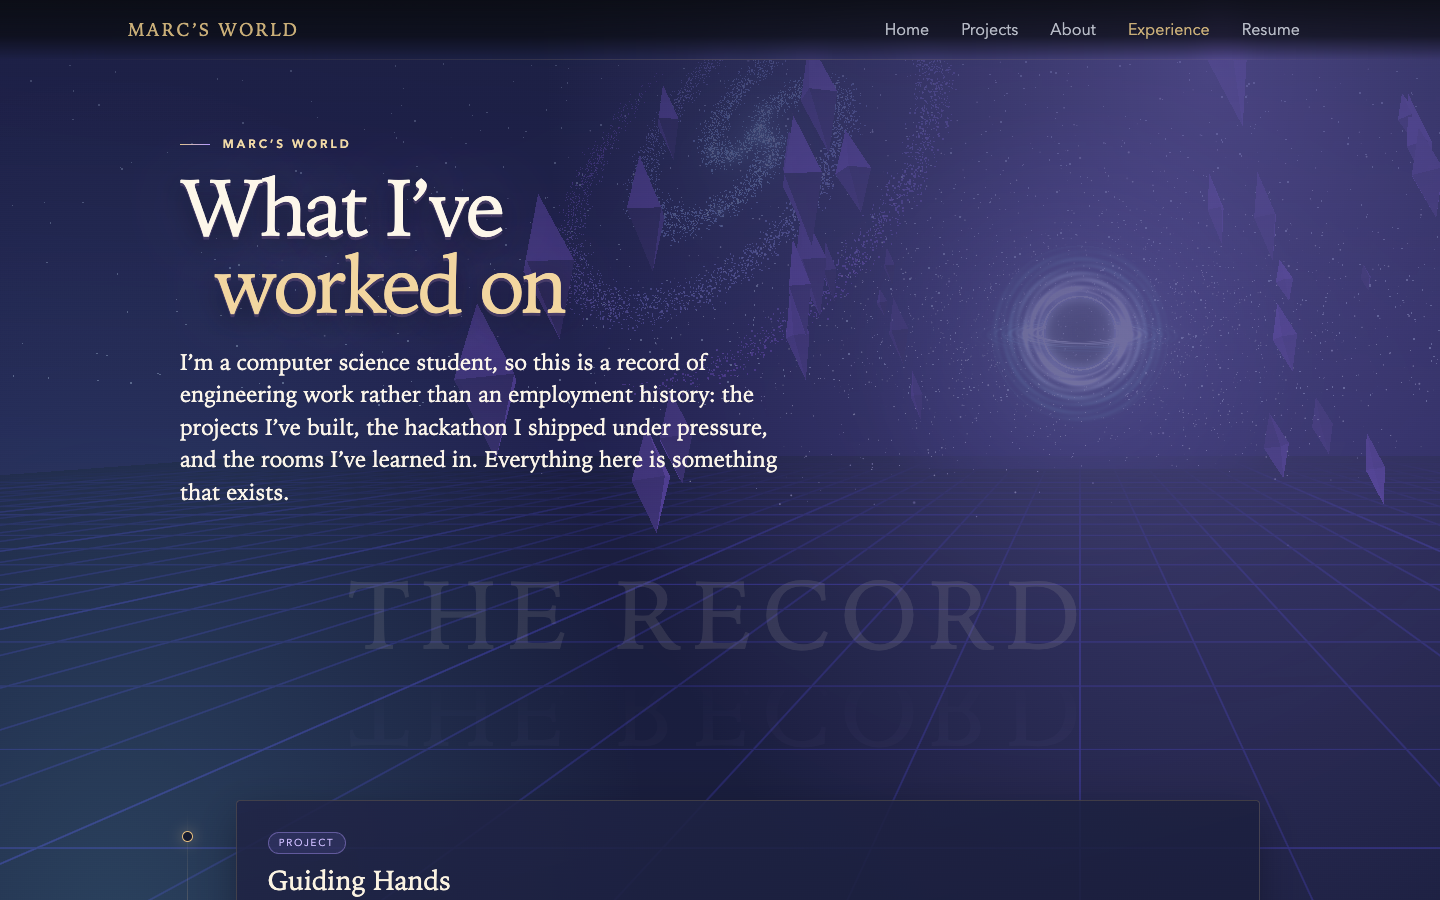 MARC’S WORLD
Home Projects About Experience Resume
MARC’S WORLD
What I’ve
worked on
I’m a computer science student, so this is a record of
engineering work rather than an employment history: the
projects I’ve built, the hackathon I shipped under pressure,
and the rooms I’ve learned in. Everything here is something
that exists.
THE RECORD
PROJECT
Guiding Hands